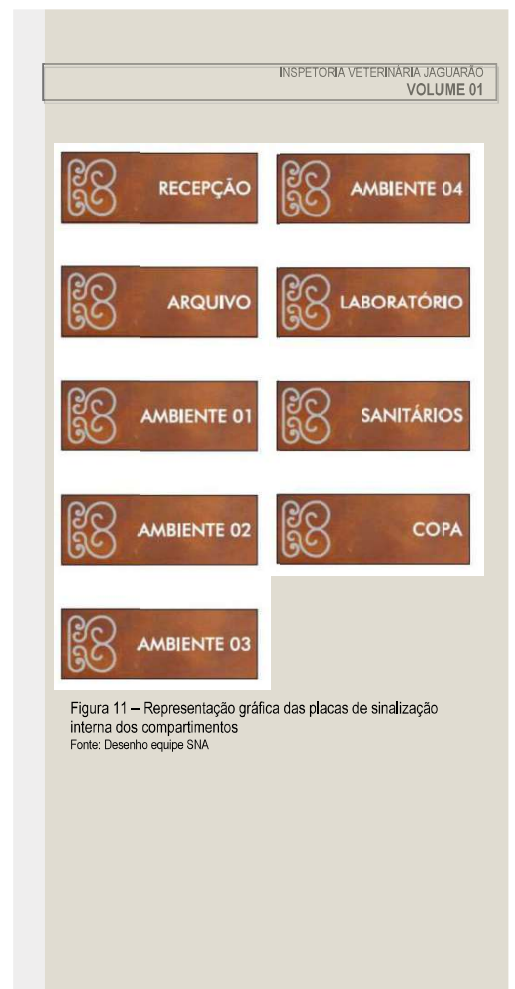 INSPETORIA VETERINÁRIA JAGUARÃO
VOLUME 01
RECEPÇÃO
ARQUIVO
AMBIENTE 01
AMBIENTE 02
AMBIENTE 03
AMBIENTE 04
LABORATÓRIO
SANITÁRIOS
COPA
Figura 11 – Representação gráfica das placas de sinalização
interna dos compartimentos
Fonte: Desenho equipe SNA